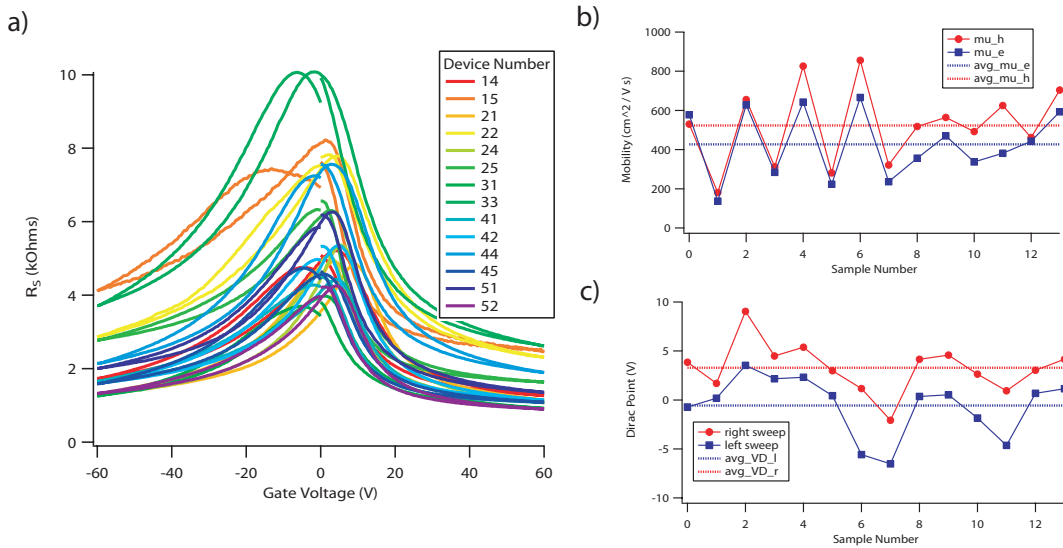 a)
10
8
6
4
2
0
R_S (kOhms)
-60
-40
-20
0
20
40
60
Gate Voltage (V)
Device Number
14
15
21
22
24
25
31
33
41
42
44
45
51
52
b)
1000
800
600
400
200
0
Mobility (cm^2 / V s)
mu_h
mu_e
avg_mu_e
avg_mu_h
0
2
4
6
8
10
12
Sample Number
c)
10
5
0
-5
-10
Dirac Point (V)
right sweep
left sweep
avg_VD_l
avg_VD_r
0
2
4
6
8
10
12
Sample Number